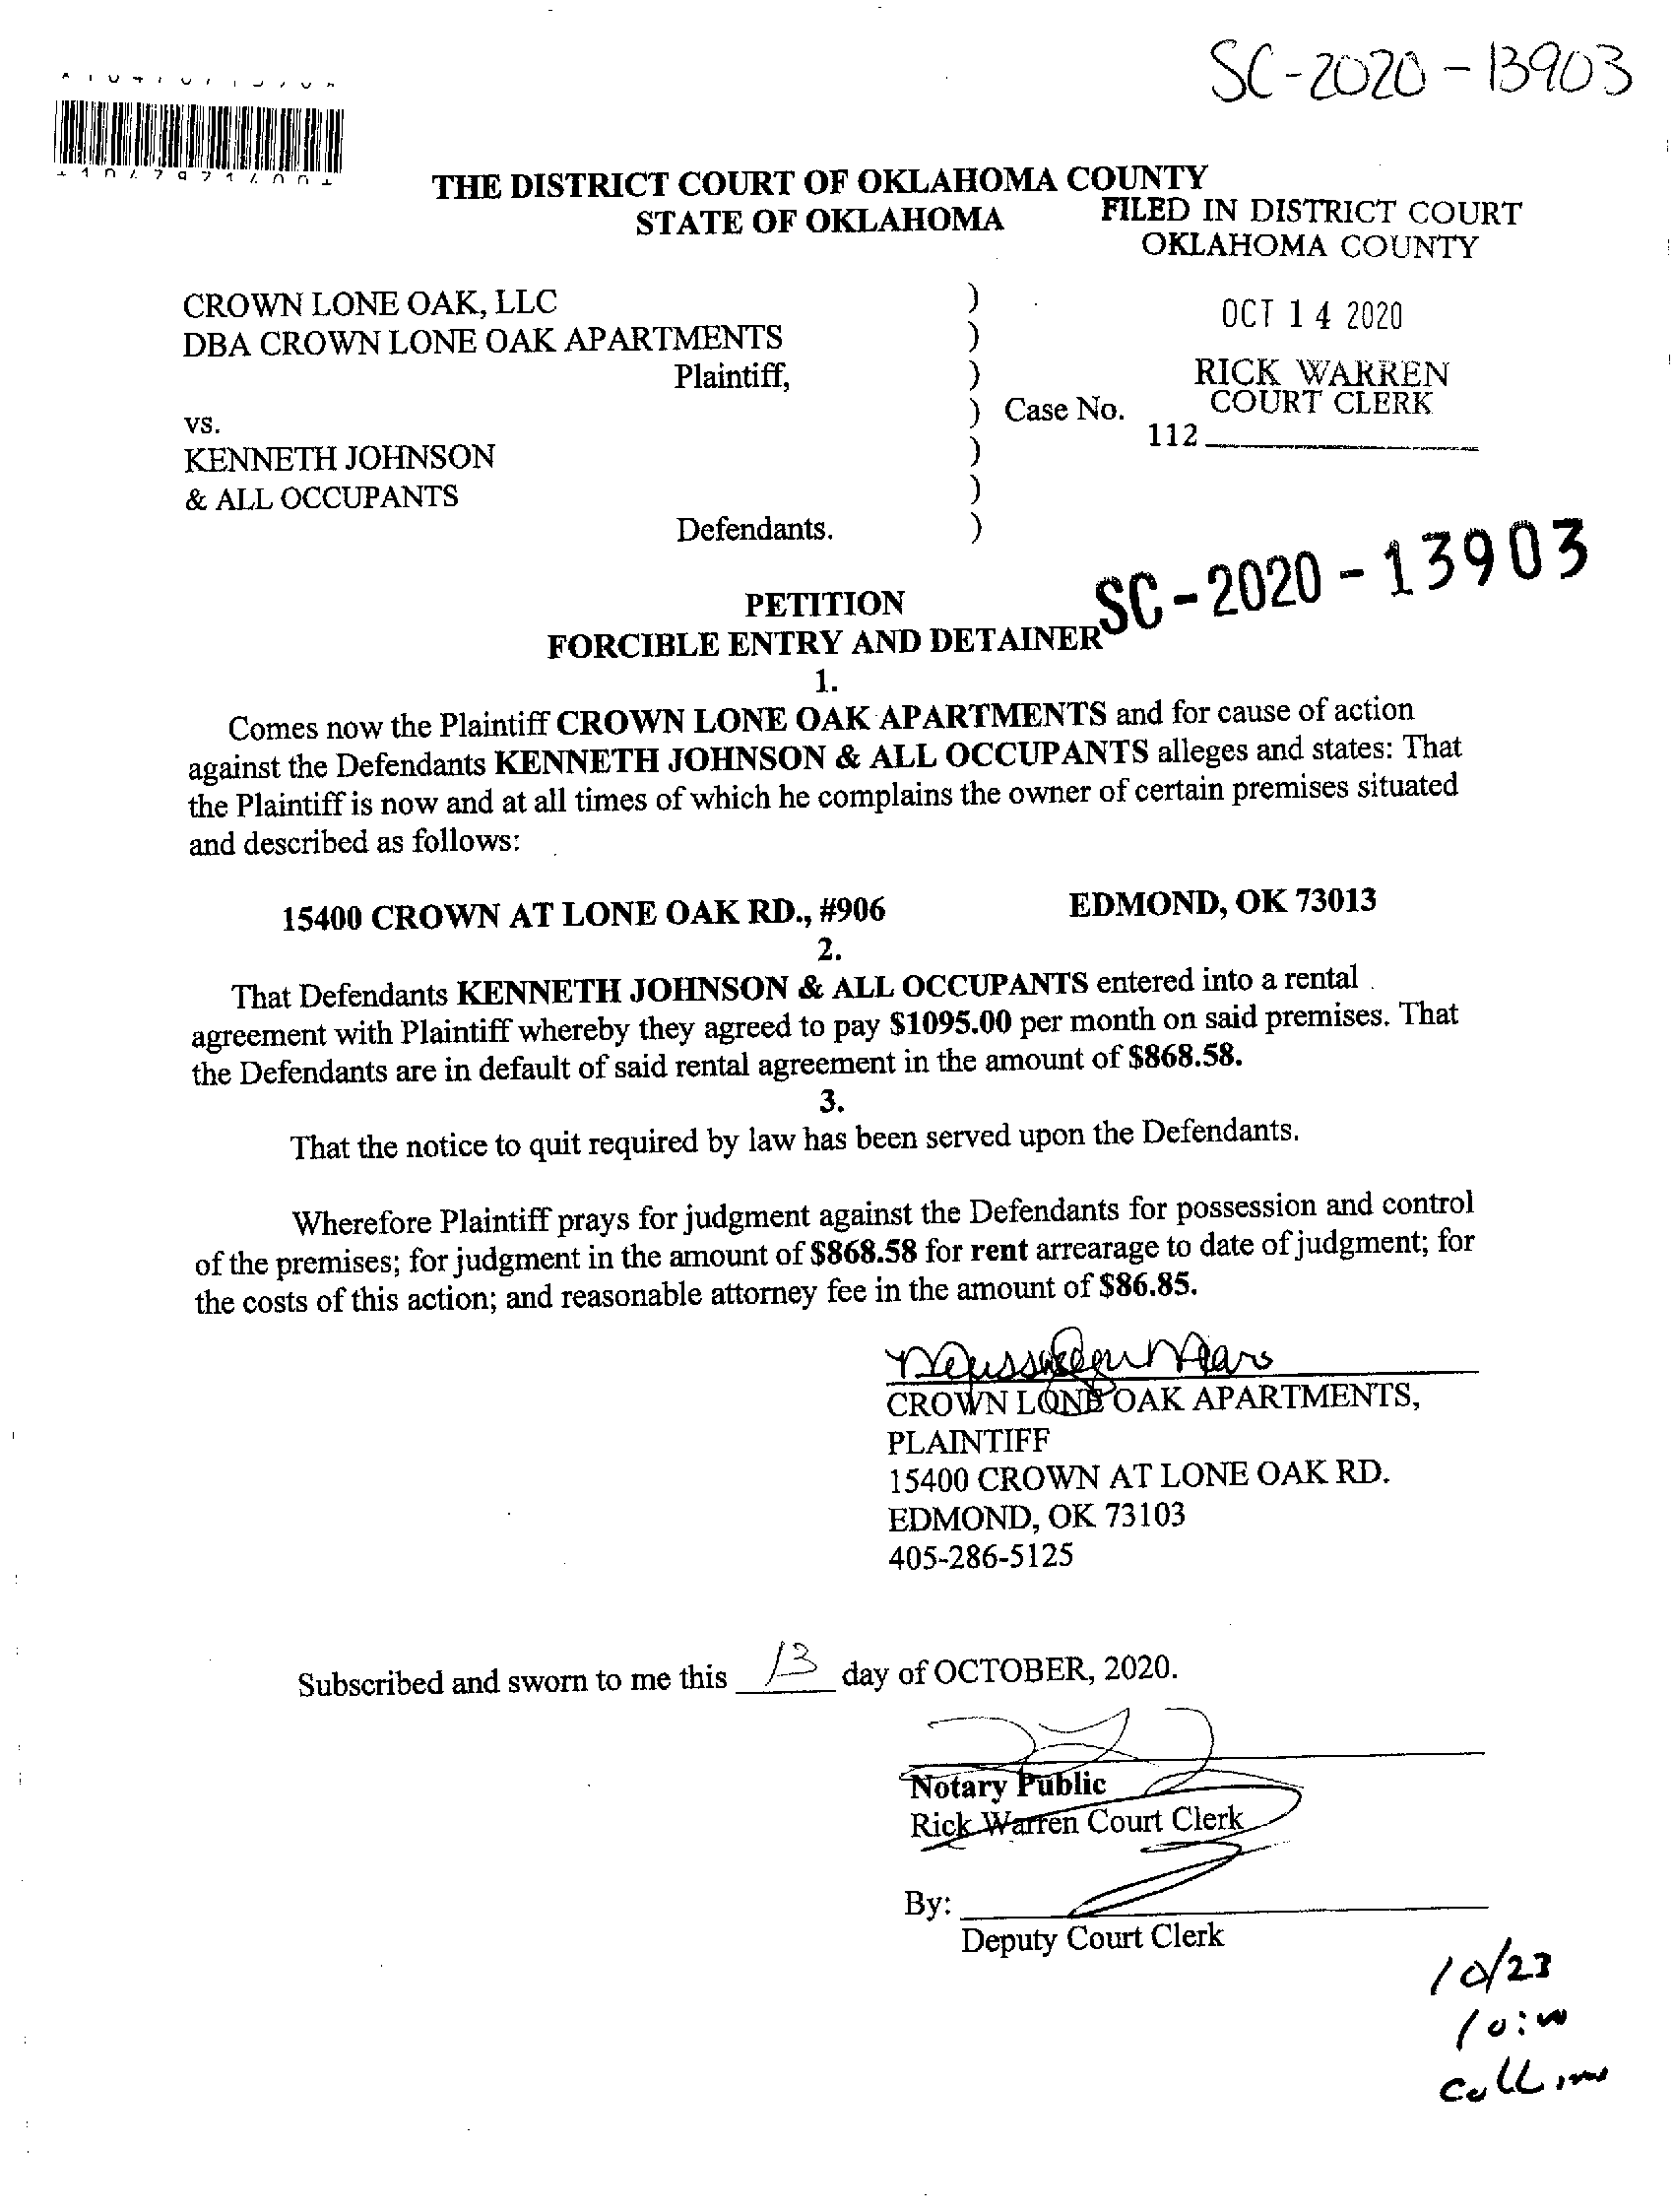 SC-2020-13903
THE DISTRICT COURT OF OKLAHOMA COUNTY
STATE OF OKLAHOMA
FILED IN DISTRICT COURT
OKLAHOMA COUNTY
OCT 14 2020
RICK WARREN
COURT CLERK
112
CROWN LONE OAK, LLC )
DBA CROWN LONE OAK APARTMENTS )
Plaintiff, )
vs. ) Case No.
KENNETH JOHNSON )
& ALL OCCUPANTS )
Defendants. )
SC-2020-13903
PETITION
FORCIBLE ENTRY AND DETAINER
1.
Comes now the Plaintiff CROWN LONE OAK APARTMENTS and for cause of action
against the Defendants KENNETH JOHNSON & ALL OCCUPANTS alleges and states: That
the Plaintiff is now and at all times of which he complains the owner of certain premises situated
and described as follows:
15400 CROWN AT LONE OAK RD., #906 EDMOND, OK 73013
2.
That Defendants KENNETH JOHNSON & ALL OCCUPANTS entered into a rental
agreement with Plaintiff whereby they agreed to pay $1095.00 per month on said premises. That
the Defendants are in default of said rental agreement in the amount of $868.58.
3.
That the notice to quit required by law has been served upon the Defendants.
Wherefore Plaintiff prays for judgment against the Defendants for possession and control
of the premises; for judgment in the amount of $868.58 for rent arrearage to date of judgment; for
the costs of this action; and reasonable attorney fee in the amount of $86.85.
CROWN LONE OAK APARTMENTS,
PLAINTIFF
15400 CROWN AT LONE OAK RD.
EDMOND, OK 73103
405-286-5125
Subscribed and sworn to me this 13 day of OCTOBER, 2020.
Notary Public
Rick Warren Court Clerk
By:
Deputy Court Clerk
10/23